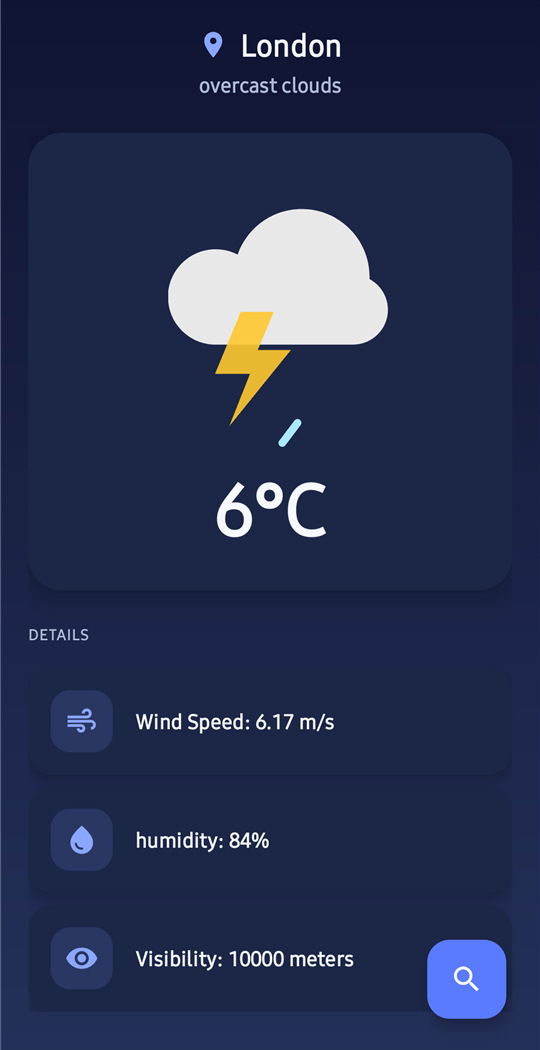 London
overcast clouds
6°C
DETAILS
Wind Speed: 6.17 m/s
humidity: 84%
Visibility: 10000 meters